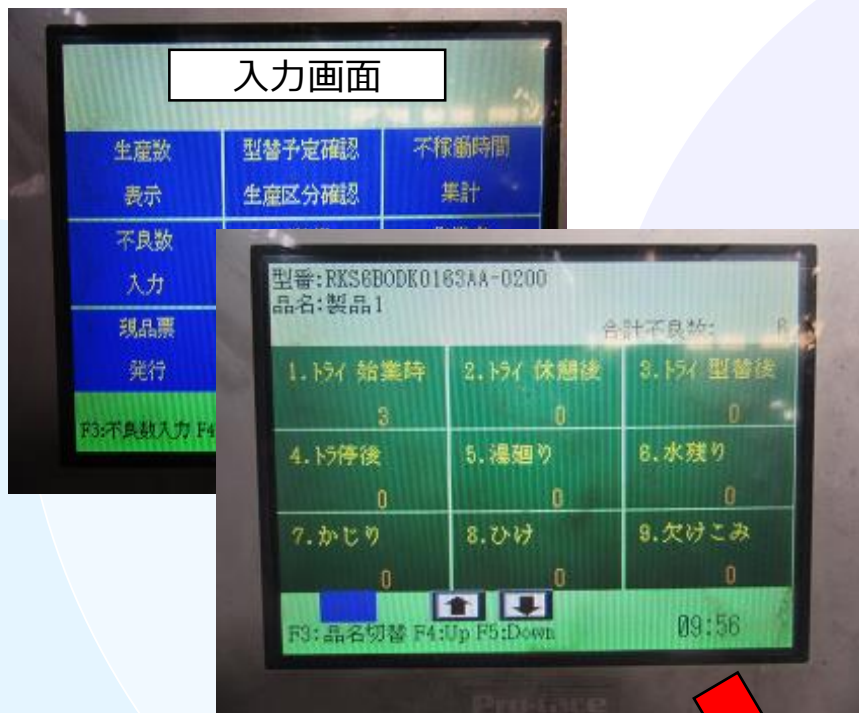 入力画面
生産数
表示
型替予定確認
生産区分確認
不稼働時間
集計
不良数
入力
現品票
発行
F3:不良数入力 F4
型番:RKS6BODK0163AA-0200
品名:製品1
合計不良数:
1.トライ 始業時
3
2.トライ 休憩後
0
3.トライ 型替後
0
4.トラ停後
0
5.湯廻り
0
6.水残り
0
7.かじり
0
8.ひけ
0
9.欠けこみ
0
F3:品名切替 F4:Up F5:Down
09:56
Pro-face